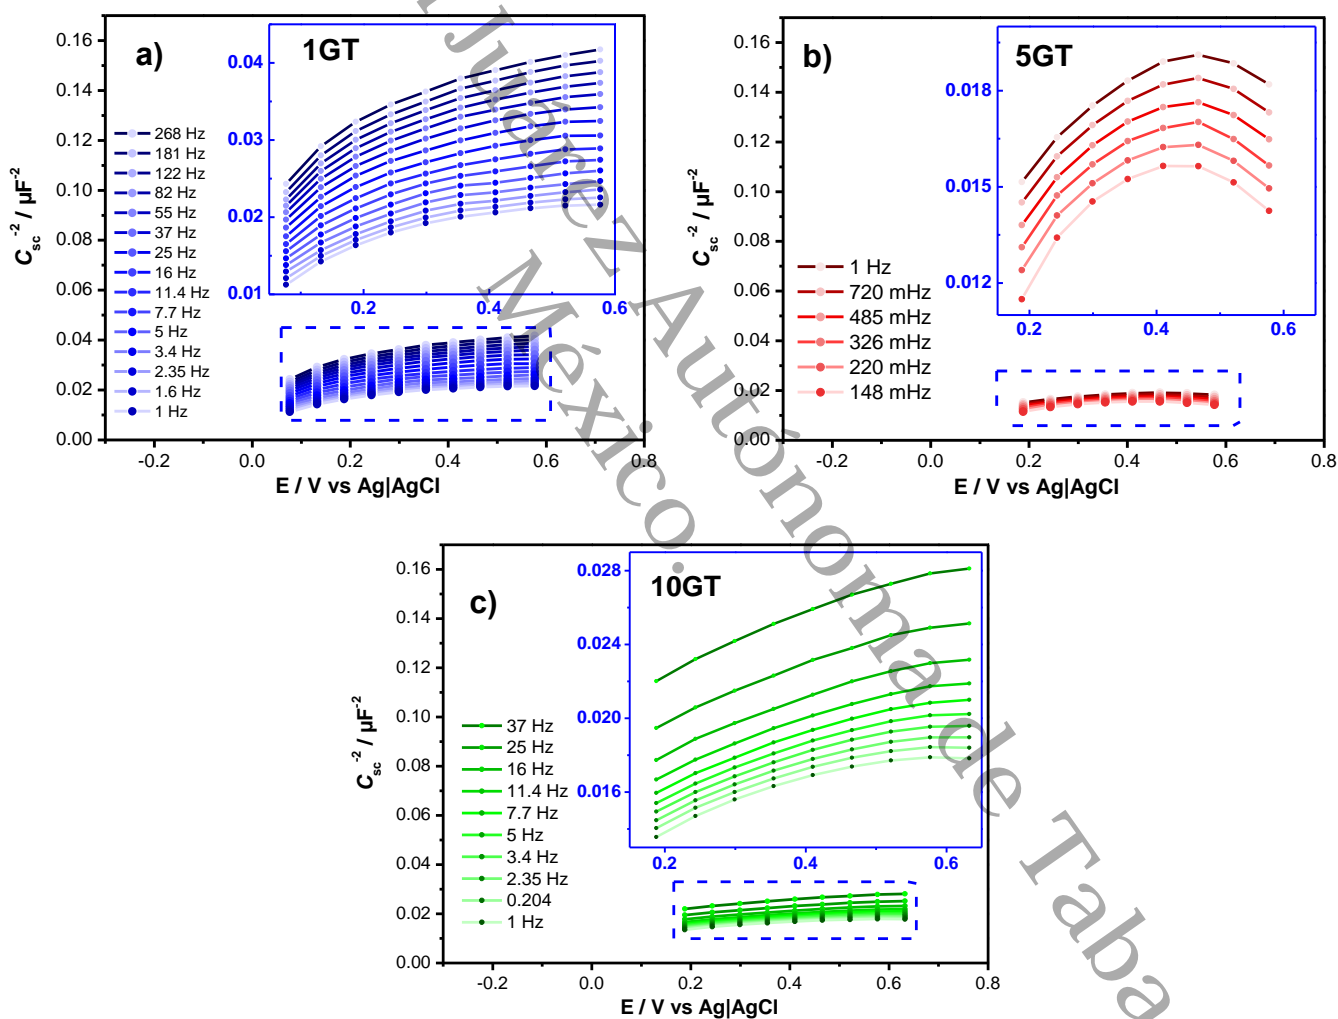 a)
1GT
C_sc^-2 / µF^-2
0.16
0.14
0.12
0.10
0.08
0.06
0.04
0.02
0.00
268 Hz
181 Hz
122 Hz
82 Hz
55 Hz
37 Hz
25 Hz
16 Hz
11.4 Hz
7.7 Hz
5 Hz
3.4 Hz
2.35 Hz
1.6 Hz
1 Hz
0.04
0.03
0.02
0.01
0.2
0.4
0.6
-0.2
0.0
0.2
0.4
0.6
0.8
E / V vs Ag|AgCl
b)
5GT
C_sc^-2 / µF^-2
0.16
0.14
0.12
0.10
0.08
0.06
0.04
0.02
0.00
1 Hz
720 mHz
485 mHz
326 mHz
220 mHz
148 mHz
0.018
0.015
0.012
0.2
0.4
0.6
-0.2
0.0
0.2
0.4
0.6
0.8
E / V vs Ag|AgCl
c)
10GT
C_sc^-2 / µF^-2
0.16
0.14
0.12
0.10
0.08
0.06
0.04
0.02
0.00
37 Hz
25 Hz
16 Hz
11.4 Hz
7.7 Hz
5 Hz
3.4 Hz
2.35 Hz
0.204
1 Hz
0.028
0.024
0.020
0.016
0.2
0.4
0.6
-0.2
0.0
0.2
0.4
0.6
0.8
E / V vs Ag|AgCl
Juárez Autónoma de Taba
México.